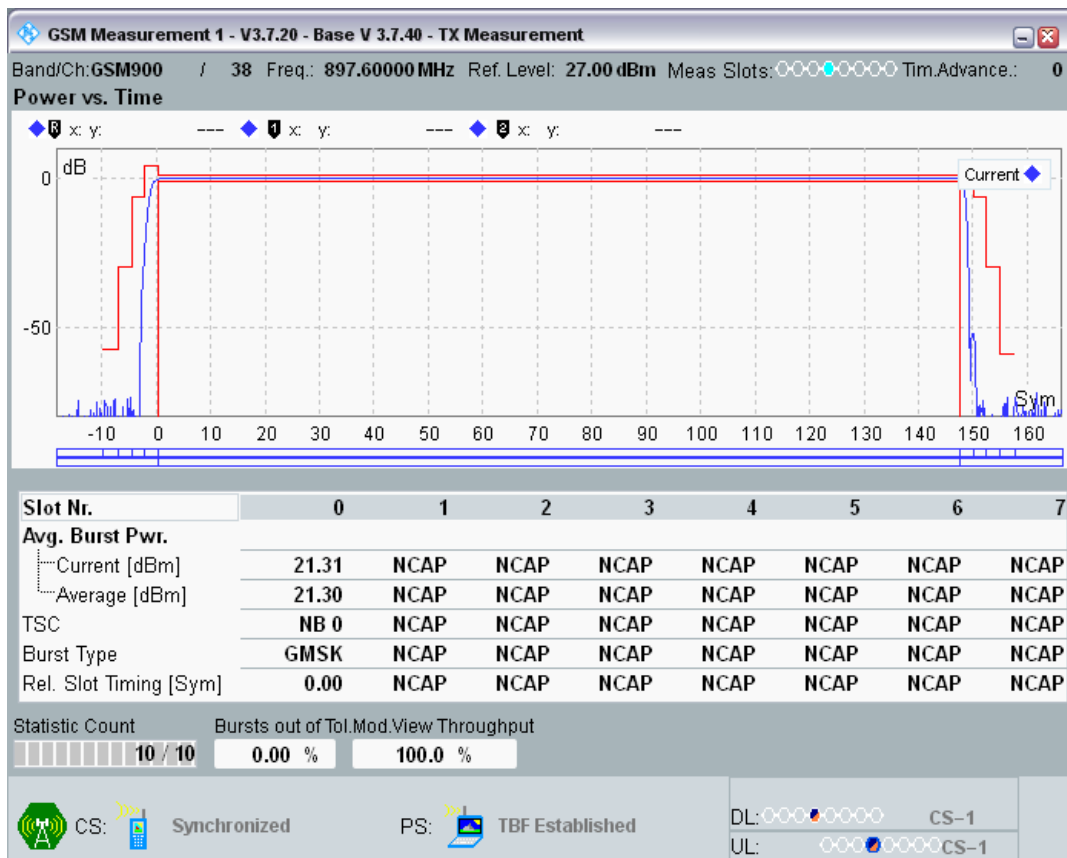 GSM Measurement 1 - V3.7.20 - Base V 3.7.40 - TX Measurement
Band/Ch:GSM900 / 38 Freq.: 897.60000 MHz Ref. Level: 27.00 dBm Meas Slots: Tim.Advance.: 0
Power vs. Time
R x: y: --- 1 x: y: --- 2 x: y: ---
dB
Current
0
-50
Sym
-10 0 10 20 30 40 50 60 70 80 90 100 110 120 130 140 150 160
Slot Nr. 0 1 2 3 4 5 6 7
Avg. Burst Pwr.
Current [dBm] 21.31 NCAP NCAP NCAP NCAP NCAP NCAP NCAP
Average [dBm] 21.30 NCAP NCAP NCAP NCAP NCAP NCAP NCAP
TSC NB 0 NCAP NCAP NCAP NCAP NCAP NCAP NCAP
Burst Type GMSK NCAP NCAP NCAP NCAP NCAP NCAP NCAP
Rel. Slot Timing [Sym] 0.00 NCAP NCAP NCAP NCAP NCAP NCAP NCAP
Statistic Count Bursts out of Tol.Mod.View Throughput
10 / 10 0.00 % 100.0 %
CS: Synchronized PS: TBF Established DL: CS-1
UL: CS-1